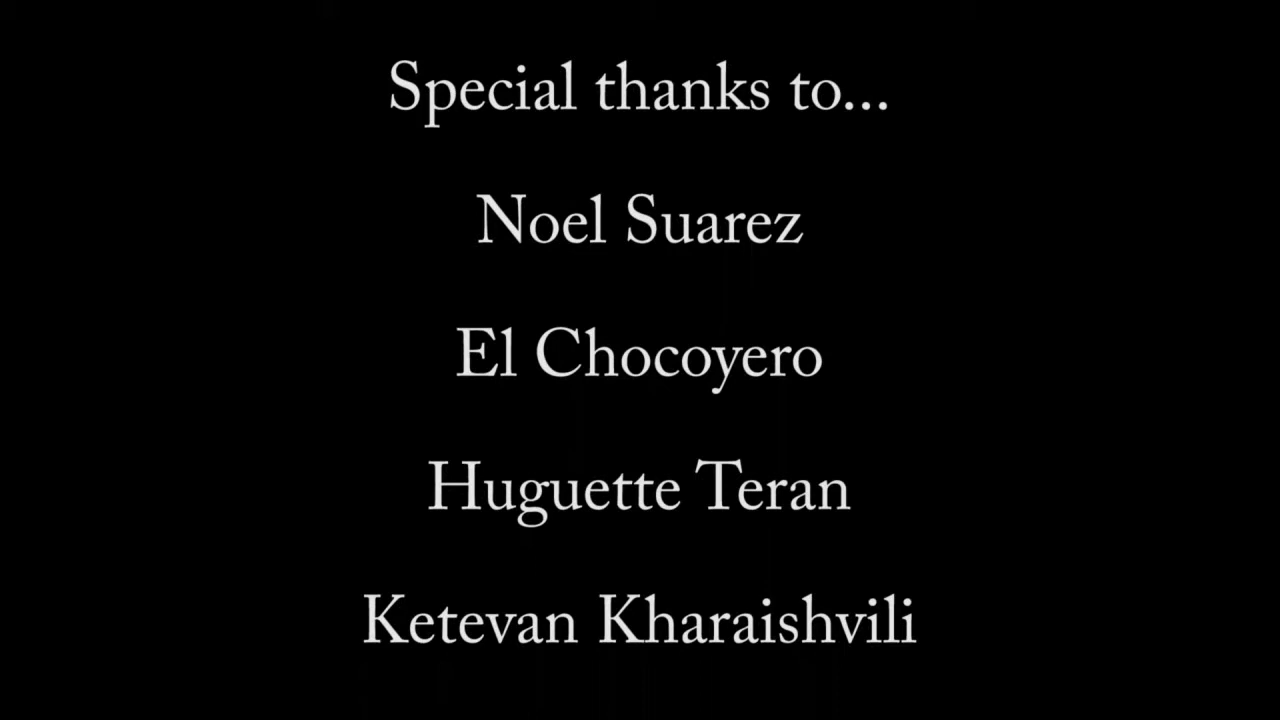 Special thanks to...
Noel Suarez
El Chocoyero
Huguette Teran
Ketevan Kharaishvili